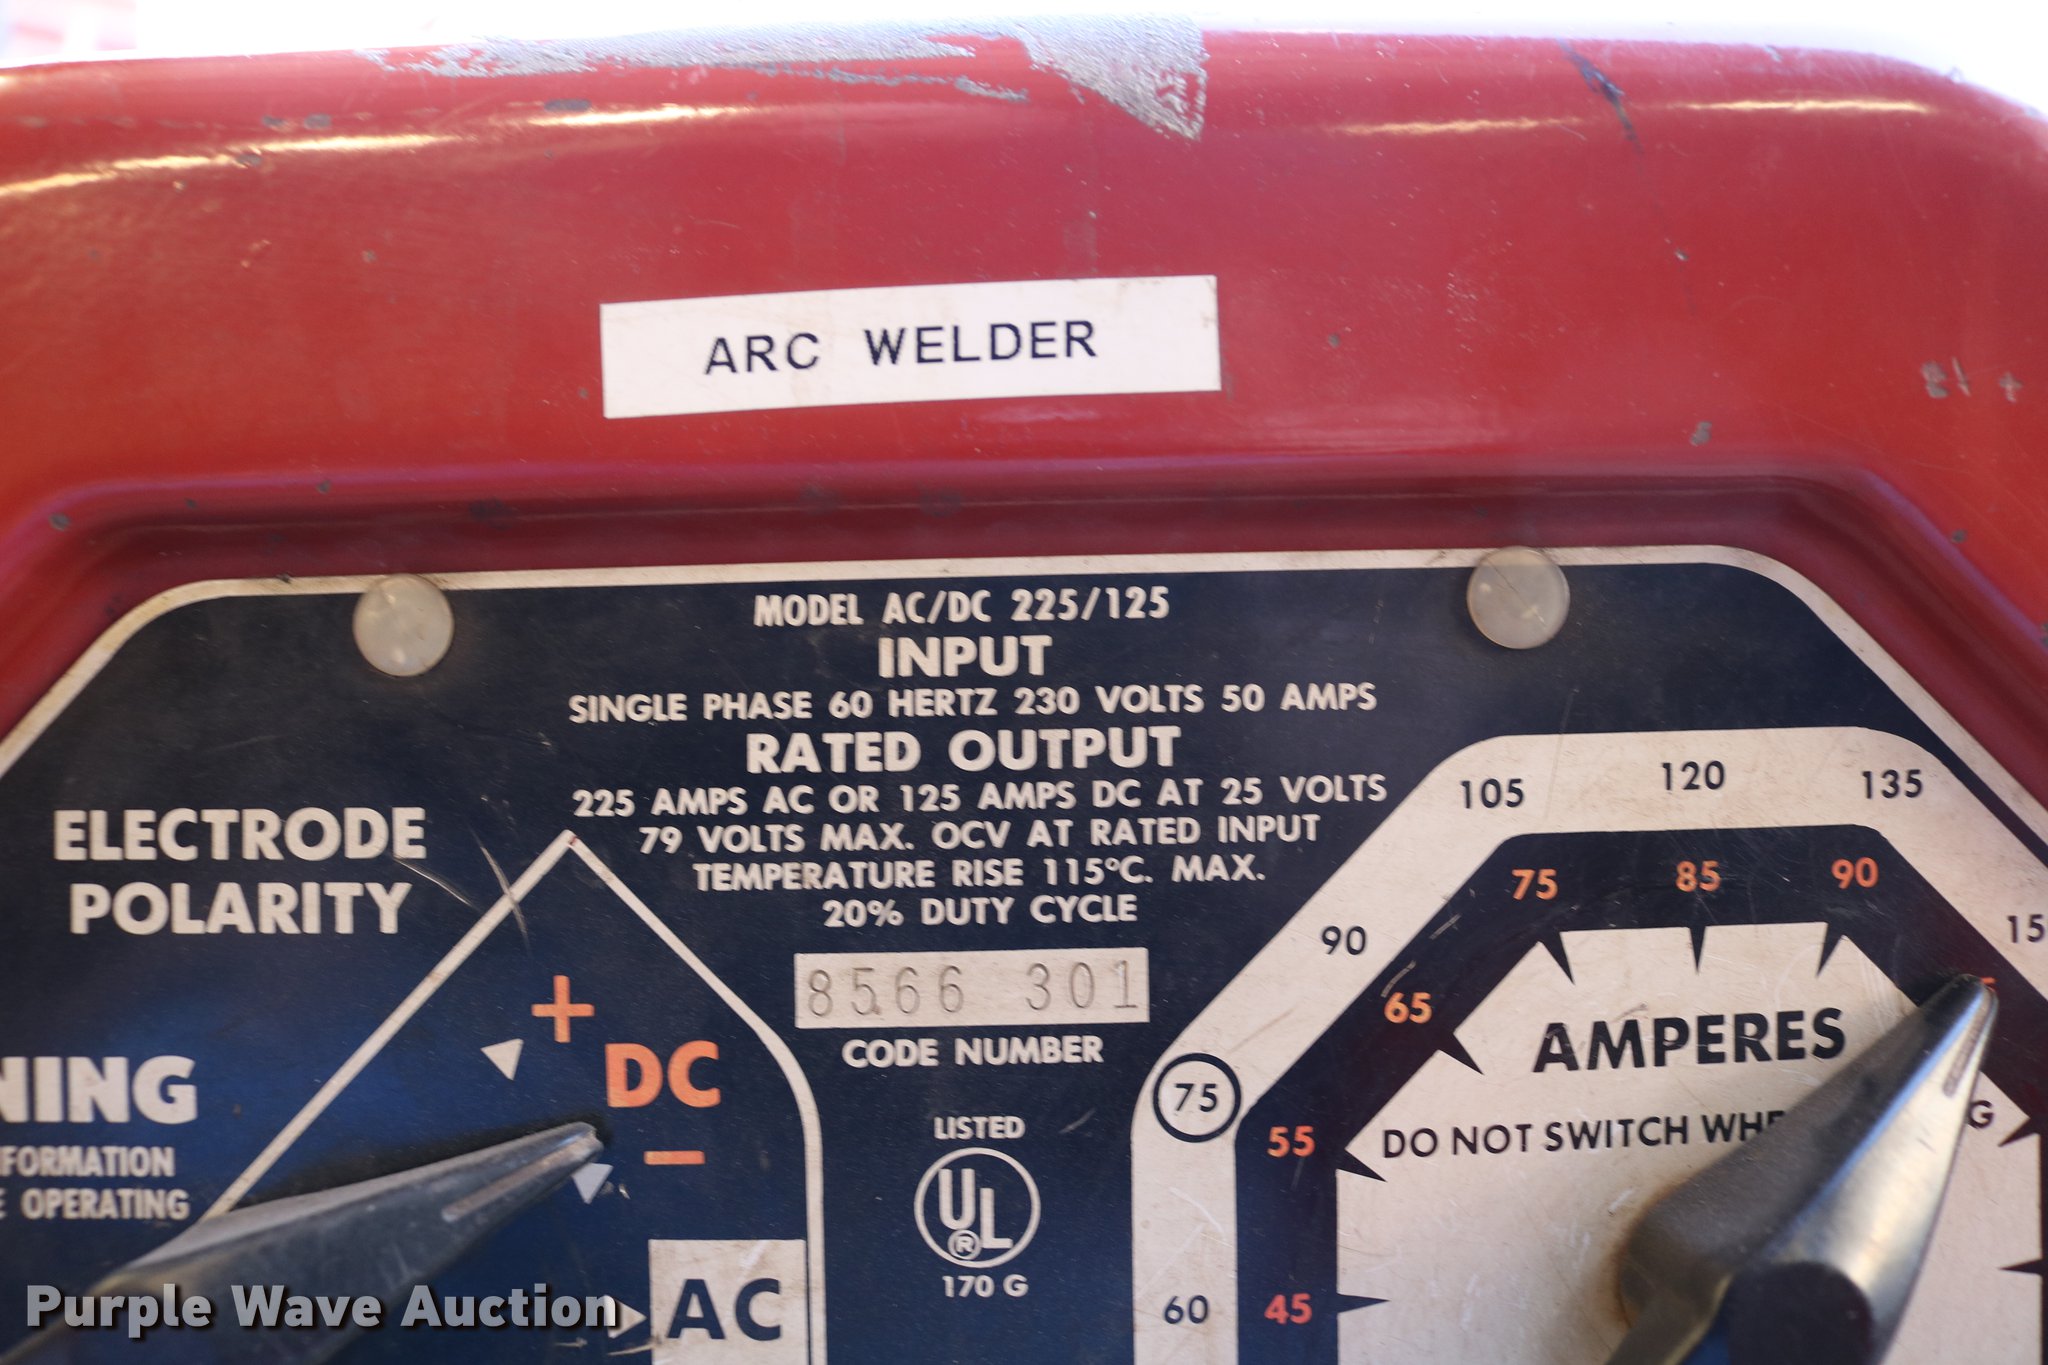 ARC WELDER
MODEL AC/DC 225/125
INPUT
SINGLE PHASE 60 HERTZ 230 VOLTS 50 AMPS
RATED OUTPUT
225 AMPS AC OR 125 AMPS DC AT 25 VOLTS
79 VOLTS MAX. OCV AT RATED INPUT
TEMPERATURE RISE 115°C. MAX.
20% DUTY CYCLE
8566 301
CODE NUMBER
LISTED
UL
®
170 G
ELECTRODE
POLARITY
+
DC
−
AC
NING
FORMATION
E OPERATING
105 120 135
90
75
60
75 85 90
65
55
45
AMPERES
DO NOT SWITCH
Purple Wave Auction